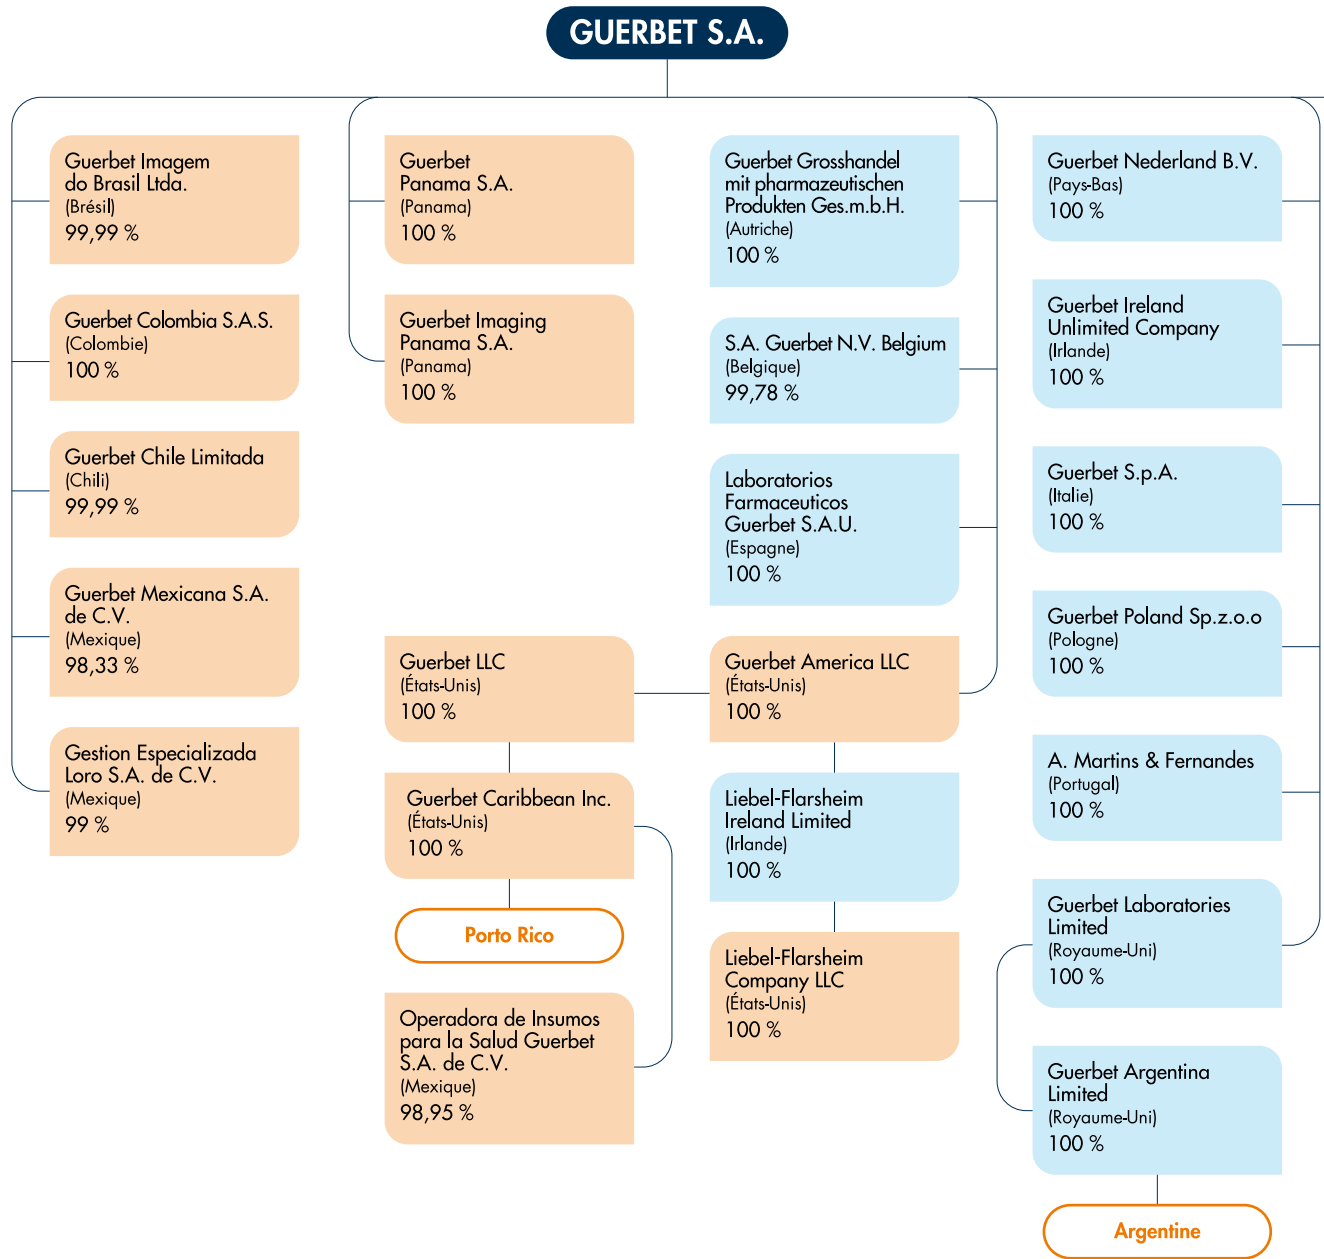 GUERBET S.A.
Guerbet Imagem
do Brasil Ltda.
(Brésil)
99,99 %
Guerbet Colombia S.A.S.
(Colombie)
100 %
Guerbet Chile Limitada
(Chili)
99,99 %
Guerbet Mexicana S.A.
de C.V.
(Mexique)
98,33 %
Gestion Especializada
Loro S.A. de C.V.
(Mexique)
99 %
Guerbet
Panama S.A.
(Panama)
100 %
Guerbet Imaging
Panama S.A.
(Panama)
100 %
Guerbet LLC
(États-Unis)
100 %
Guerbet Caribbean Inc.
(États-Unis)
100 %
Porto Rico
Operadora de Insumos
para la Salud Guerbet
S.A. de C.V.
(Mexique)
98,95 %
Guerbet Grosshandel
mit pharmazeutischen
Produkten Ges.m.b.H.
(Autriche)
100 %
S.A. Guerbet N.V. Belgium
(Belgique)
99,78 %
Laboratorios
Farmaceuticos
Guerbet S.A.U.
(Espagne)
100 %
Guerbet America LLC
(États-Unis)
100 %
Liebel-Flarsheim
Ireland Limited
(Irlande)
100 %
Liebel-Flarsheim
Company LLC
(États-Unis)
100 %
Guerbet Nederland B.V.
(Pays-Bas)
100 %
Guerbet Ireland
Unlimited Company
(Irlande)
100 %
Guerbet S.p.A.
(Italie)
100 %
Guerbet Poland Sp.z.o.o
(Pologne)
100 %
A. Martins & Fernandes
(Portugal)
100 %
Guerbet Laboratories
Limited
(Royaume-Uni)
100 %
Guerbet Argentina
Limited
(Royaume-Uni)
100 %
Argentine